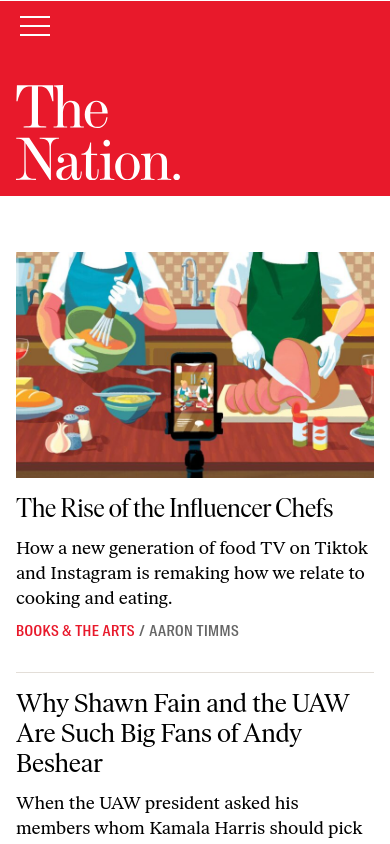 The
Nation.
The Rise of the Influencer Chefs
How a new generation of food TV on Tiktok
and Instagram is remaking how we relate to
cooking and eating.
BOOKS & THE ARTS / AARON TIMMS
Why Shawn Fain and the UAW
Are Such Big Fans of Andy
Beshear
When the UAW president asked his
members whom Kamala Harris should pick